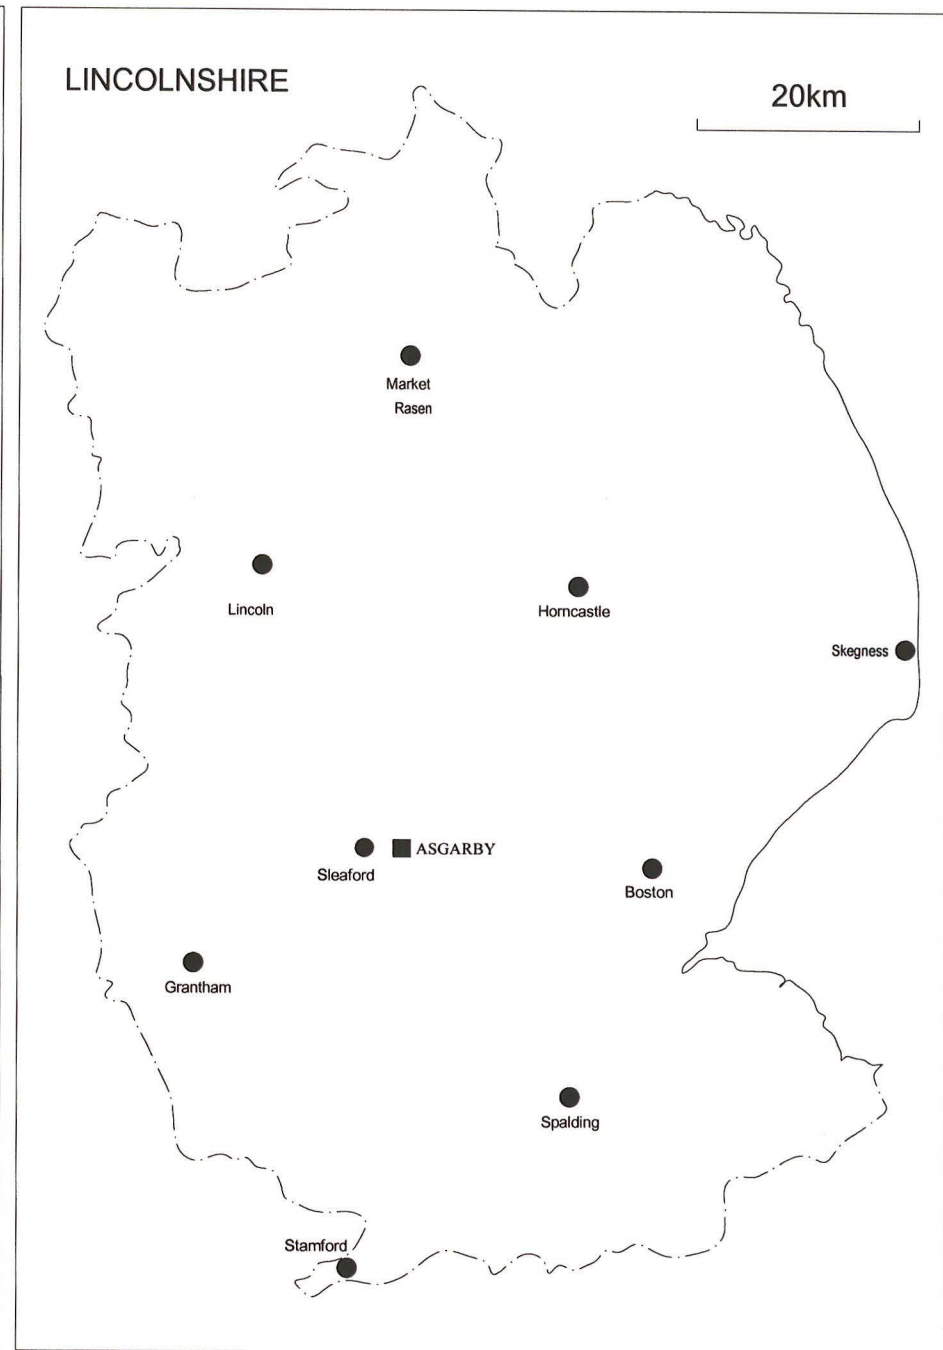 LINCOLNSHIRE
20km
Market
Rasen
Lincoln
Horncastle
Skegness
ASGARBY
Sleaford
Boston
Grantham
Spalding
Stamford